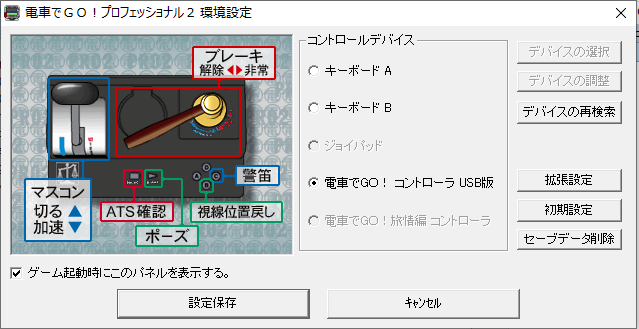 電車でＧＯ！プロフェッショナル２ 環境設定
ブレーキ
解除 ◀▶ 非常
マスコン
切る ▲
加速 ▼
ATS確認
ポーズ
警笛
視線位置戻し
コントロールデバイス
キーボード A
キーボード B
ジョイパッド
電車でGO！ コントローラ USB版
電車でGO！旅情編 コントローラ
デバイスの選択
デバイスの調整
デバイスの再検索
拡張設定
初期設定
セーブデータ削除
ゲーム起動時にこのパネルを表示する。
設定保存
キャンセル